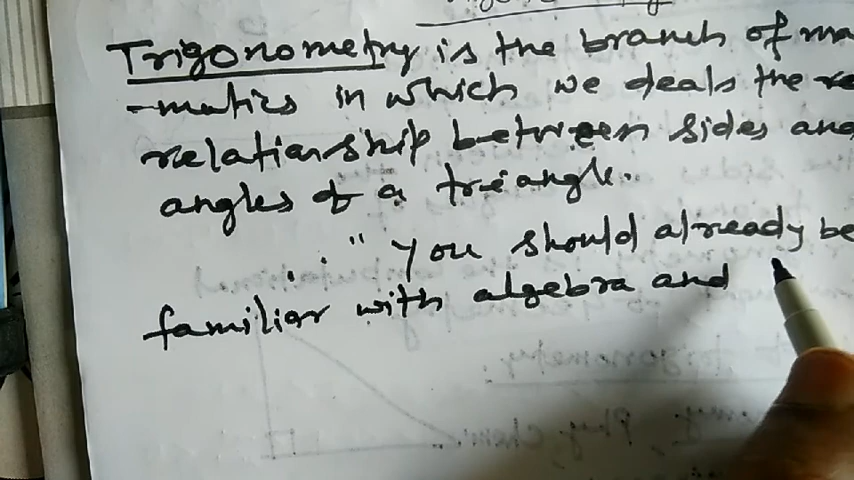 Trigonometry is the branch of ma
-matics in which we deals the re
relationship between sides and
angles of a triangle.
" you should already be
familiar with algebra and